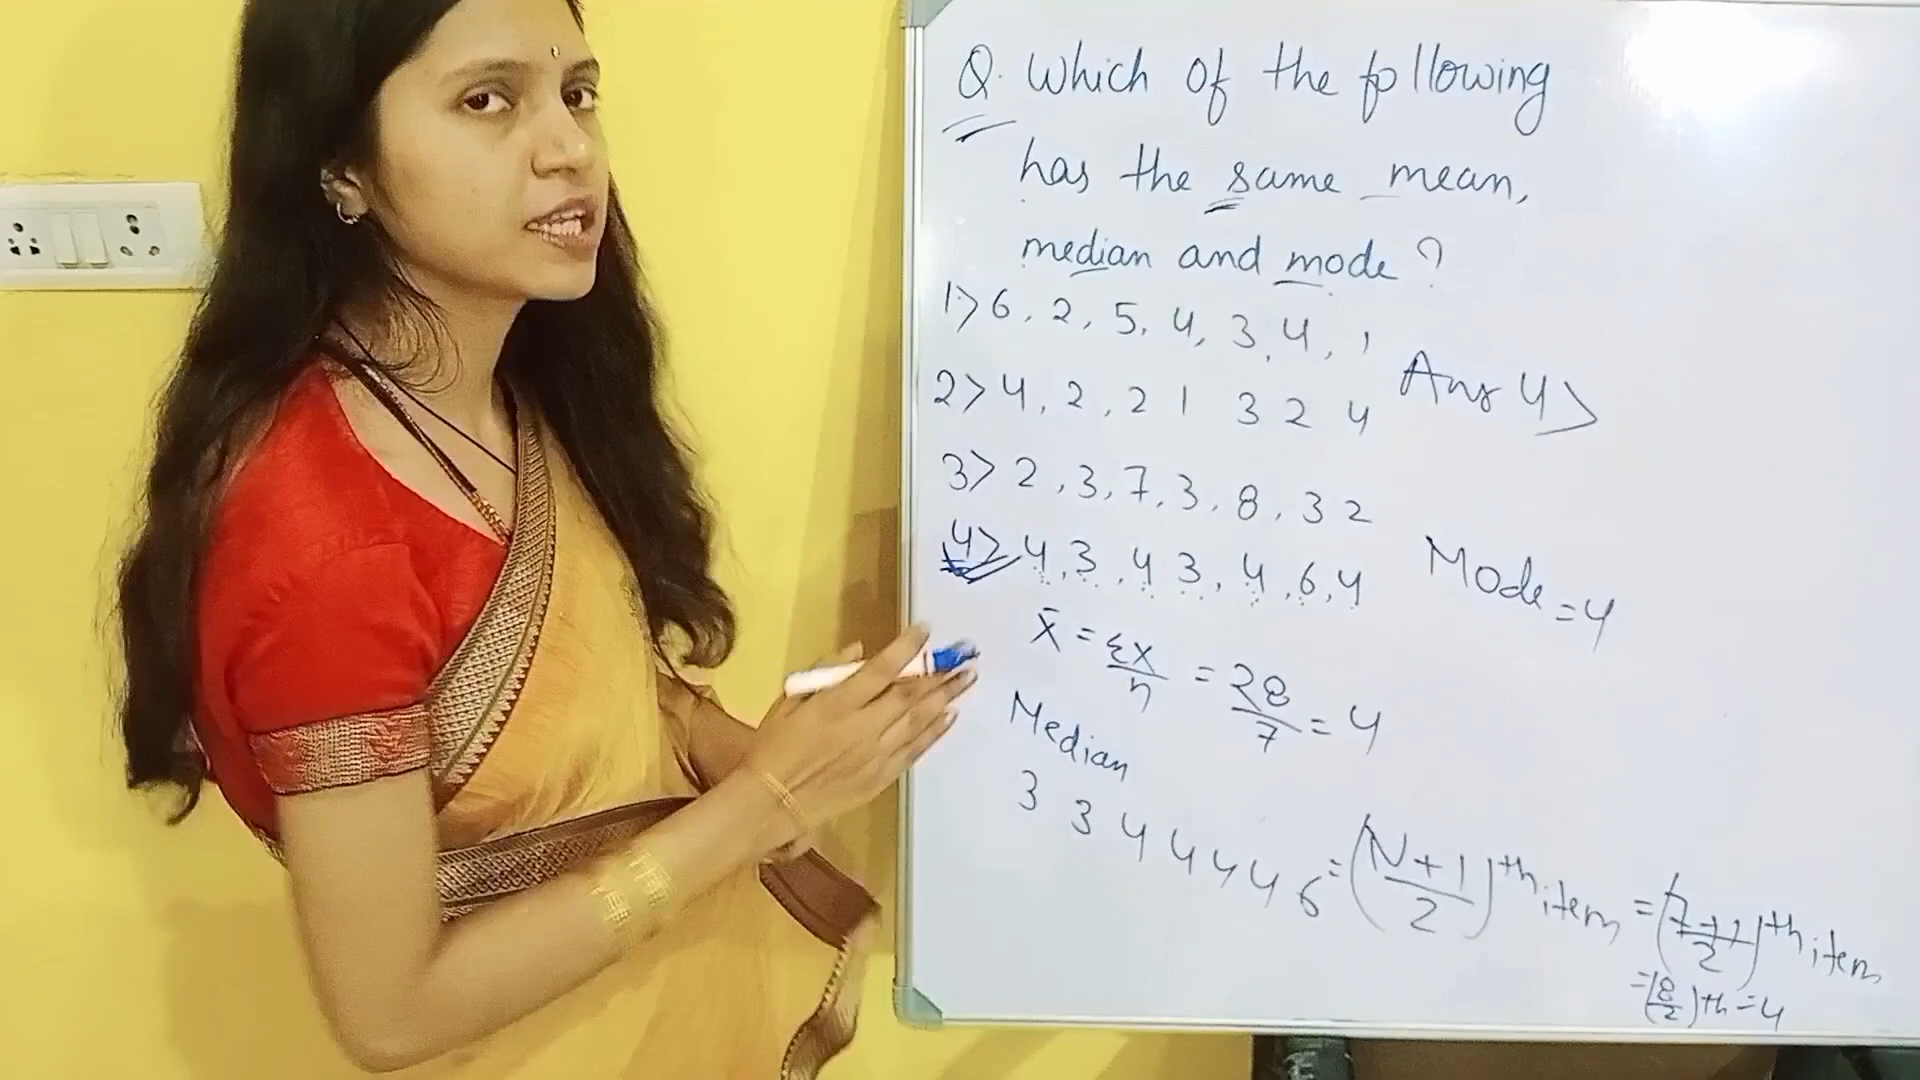 Q. Which of the following
has the same mean,
median and mode?
1> 6, 2, 5, 4, 3, 4, 1
2> 4, 2, 2 1 3 2 4
Ans 4>
3> 2, 3, 7, 3, 8, 3 2
4> 4, 3, 4 3, 4, 6, 4
Mode = 4
x̄ = Σx/n = 28/7 = 4
Median
3 3 4 4 4 4 6 = (N+1/2)th item = (7+1/2)th item
= (8/2)th = 4